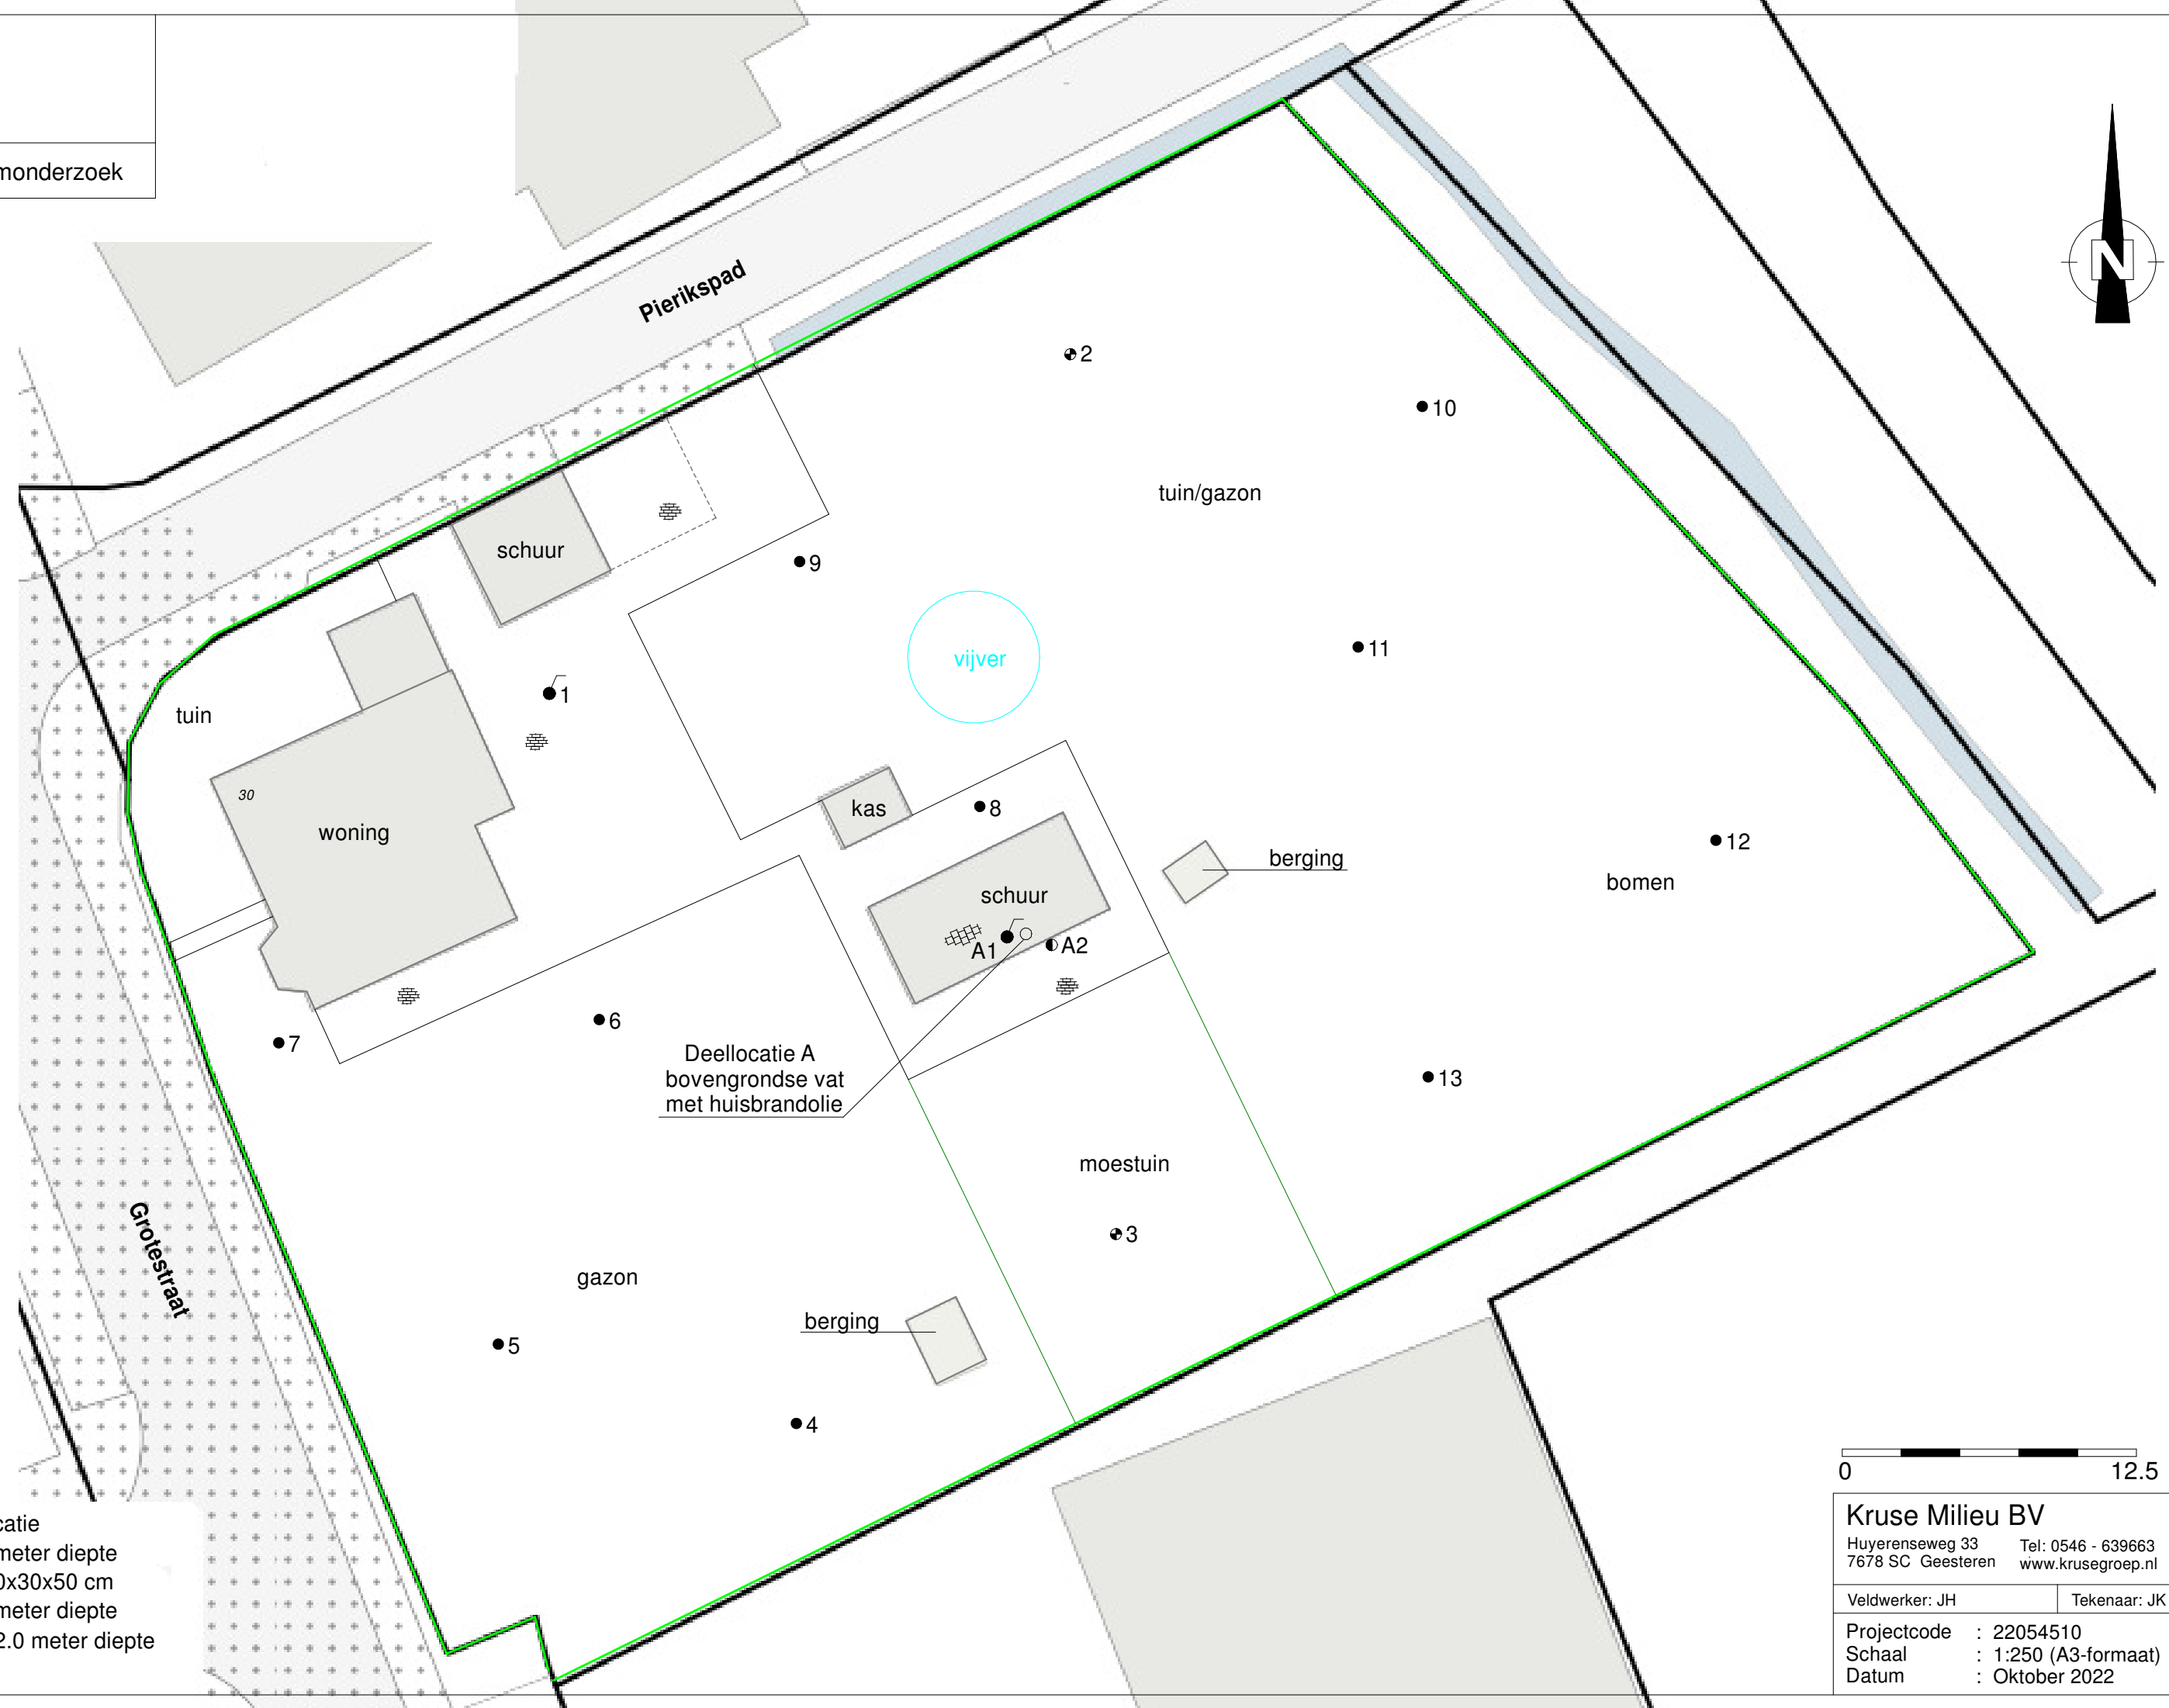 monderzoek
Pierikspad
N
2
10
tuin/gazon
schuur
9
vijver
11
1
tuin
30
woning
kas
8
berging
12
bomen
schuur
A1
A2
7
6
Deellocatie A
bovengrondse vat
met huisbrandolie
13
moestuin
3
Grotestraat
gazon
berging
5
4
catie
meter diepte
0x30x50 cm
meter diepte
2.0 meter diepte
0 12.5
Kruse Milieu BV
Huyerenseweg 33 Tel: 0546 - 639663
7678 SC Geesteren www.krusegroep.nl
Veldwerker: JH Tekenaar: JK
Projectcode : 22054510
Schaal : 1:250 (A3-formaat)
Datum : Oktober 2022